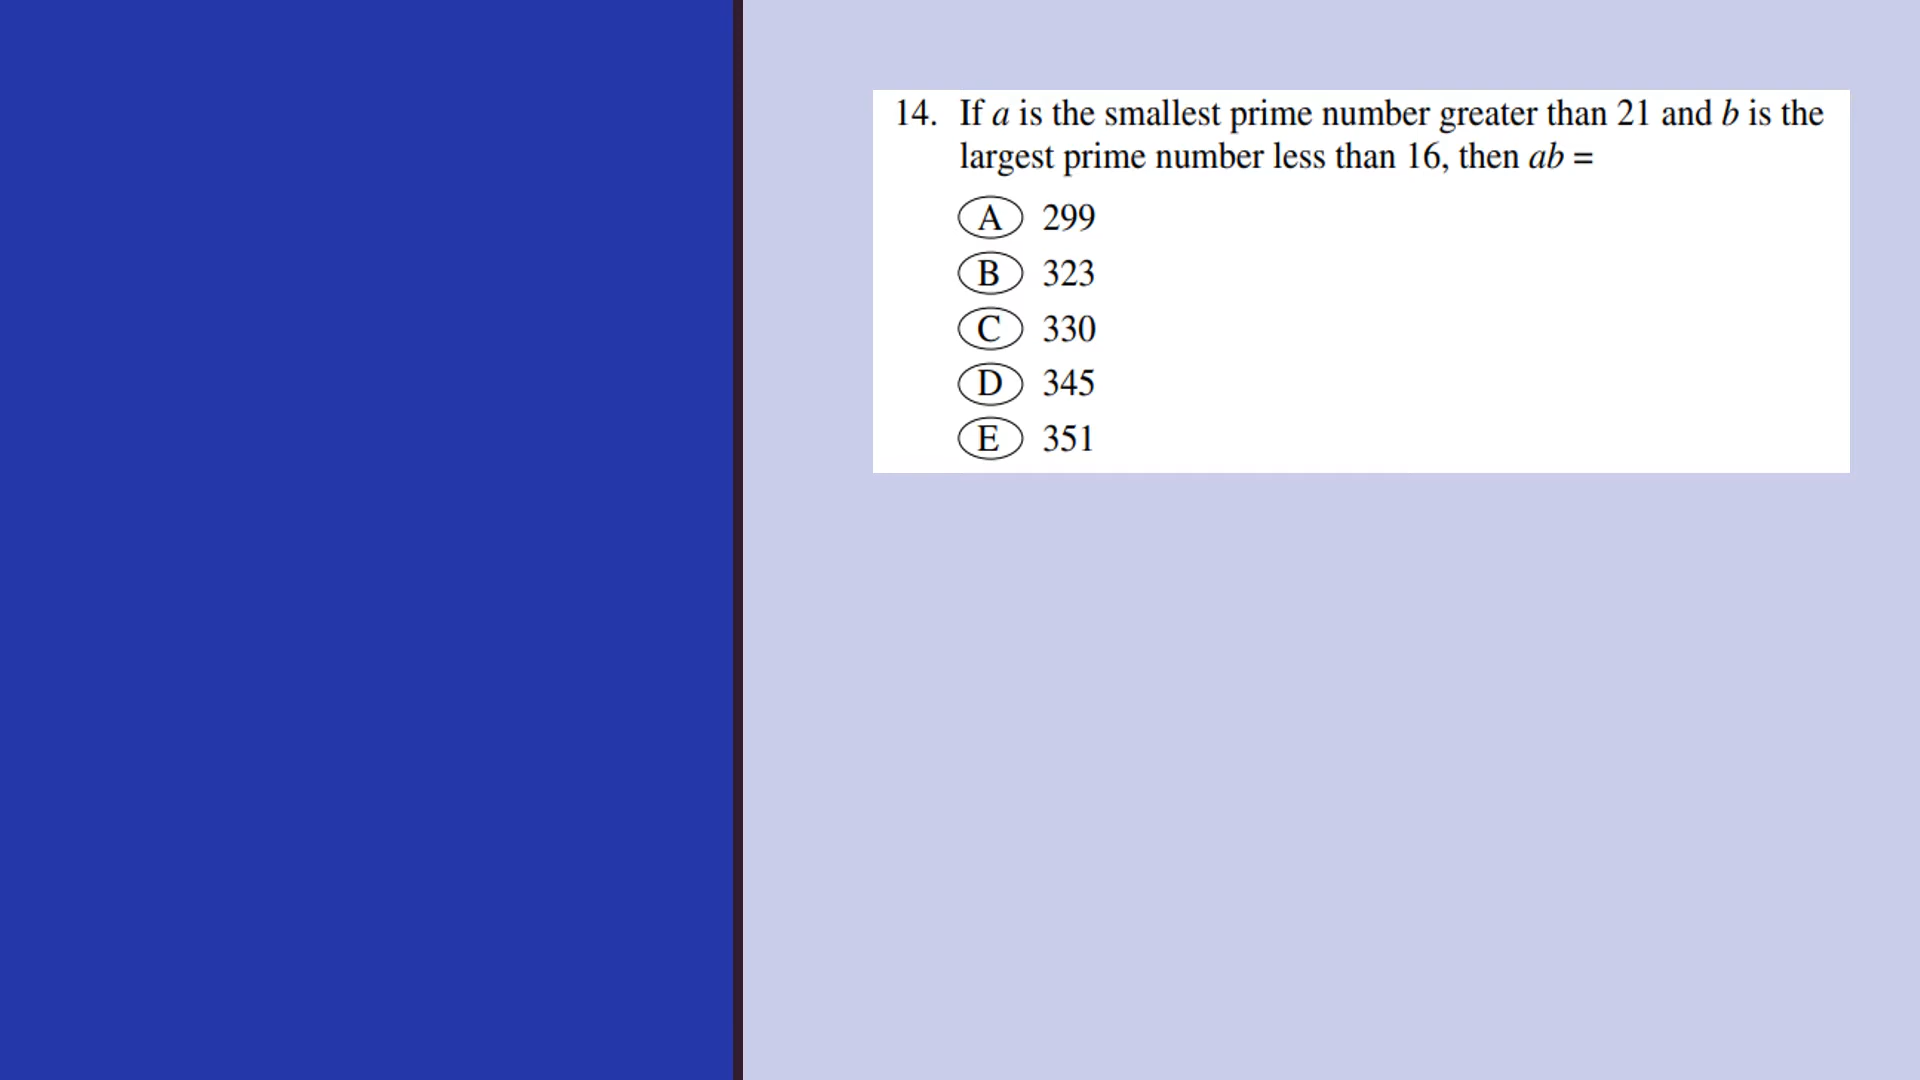 14. If a is the smallest prime number greater than 21 and b is the
largest prime number less than 16, then ab =
A 299
B 323
C 330
D 345
E 351